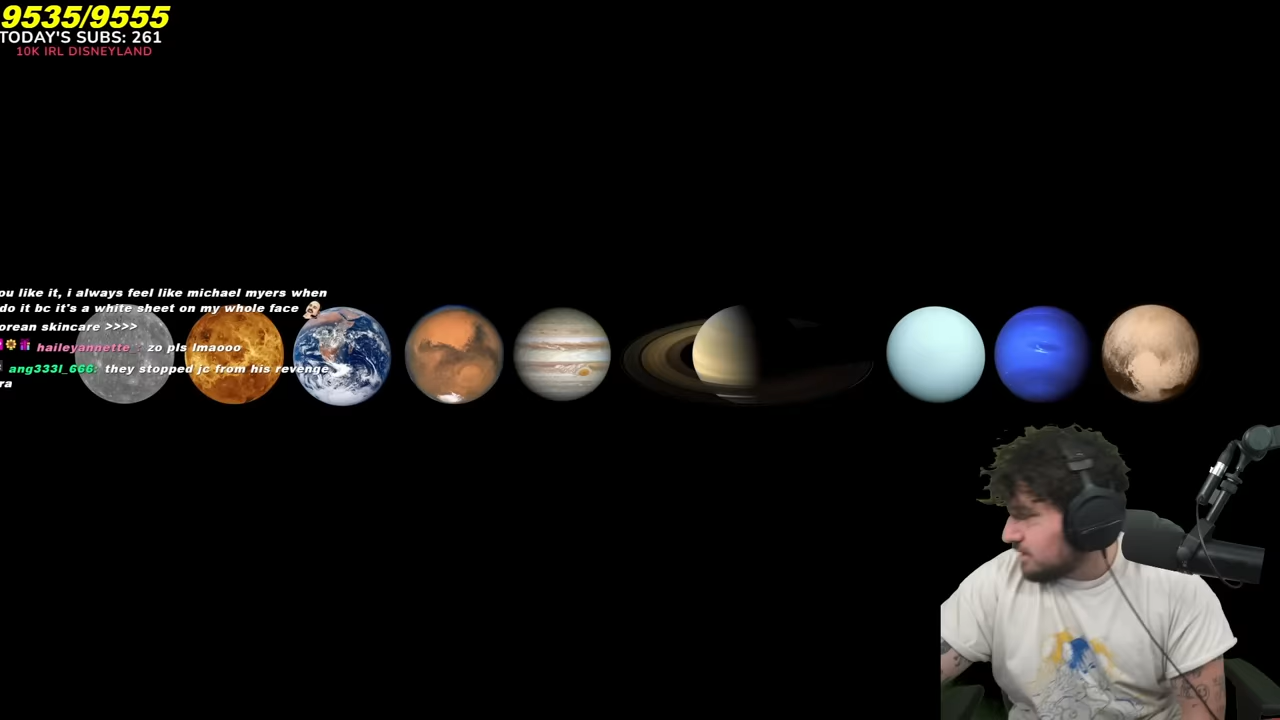 9535/9555
TODAY'S SUBS: 261
10K IRL DISNEYLAND
ou like it, i always feel like michael myers when
do it bc it's a white sheet on my whole face
orean skincare >>>>
haileyannette : zo pls lmaooo
ang333l_666: they stopped jc from his revenge
ra